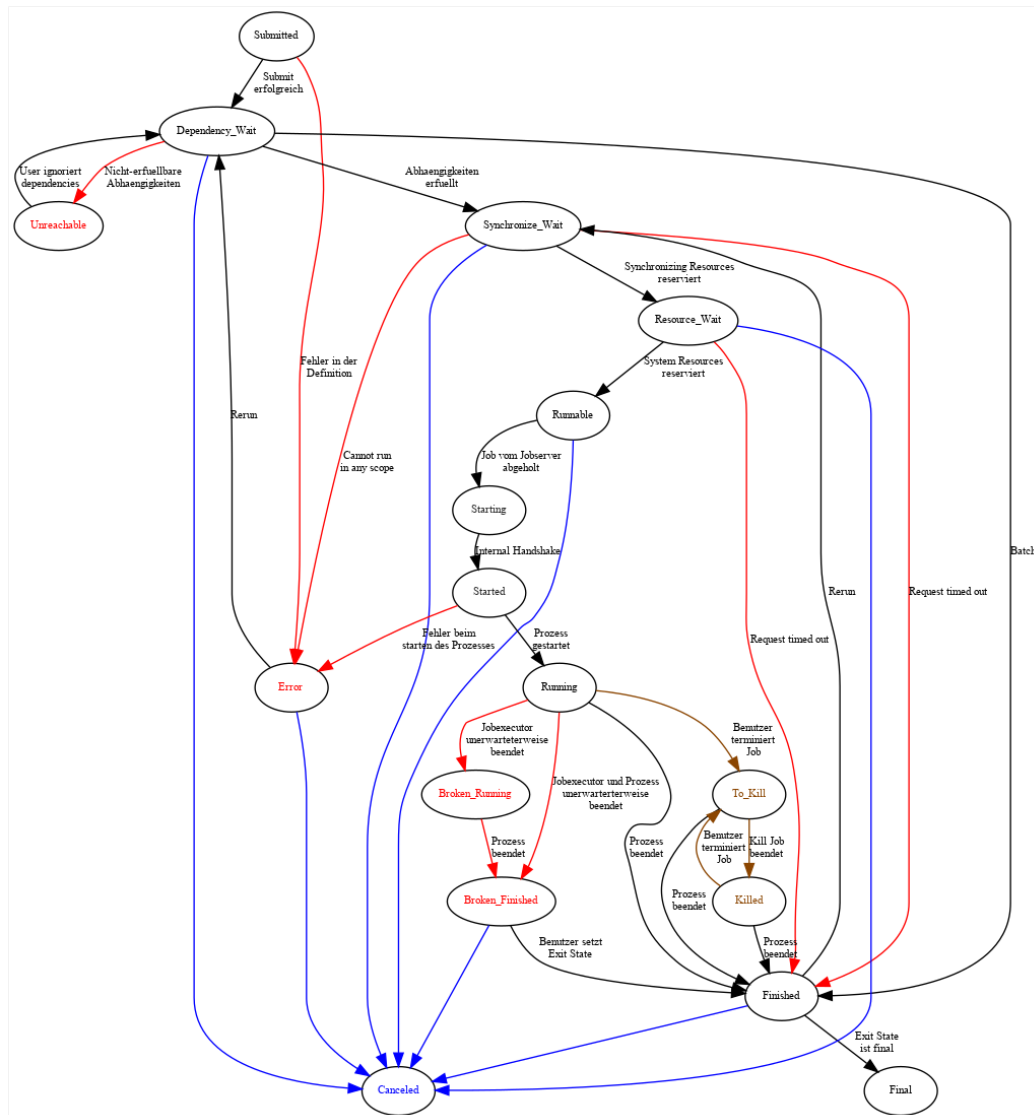 Submitted
Submit
erfolgreich
Dependency_Wait
User ignoriert
dependencies
Nicht-erfuellbare
Abhaengigkeiten
Abhaengigkeiten
erfuellt
Unreachable
Synchronize_Wait
Synchronizing Resources
reserviert
Resource_Wait
Fehler in der
Definition
System Resources
reserviert
Rerun
Runnable
Cannot run
in any scope
Job vom Jobserver
abgeholt
Starting
Internal Handshake
Batch
Started
Rerun
Request timed out
Fehler beim
starten des Prozesses
Prozess
gestartet
Request timed out
Error
Running
Jobexecutor
unerwarteterweise
beendet
Benutzer
terminiert
Job
Jobexecutor und Prozess
unerwarterterweise
beendet
Broken_Running
To_Kill
Prozess
beendet
Prozess
beendet
Benutzer
terminiert
Job
Kill Job
beendet
Prozess
beendet
Broken_Finished
Killed
Benutzer setzt
Exit State
Prozess
beendet
Finished
Exit State
ist final
Canceled
Final